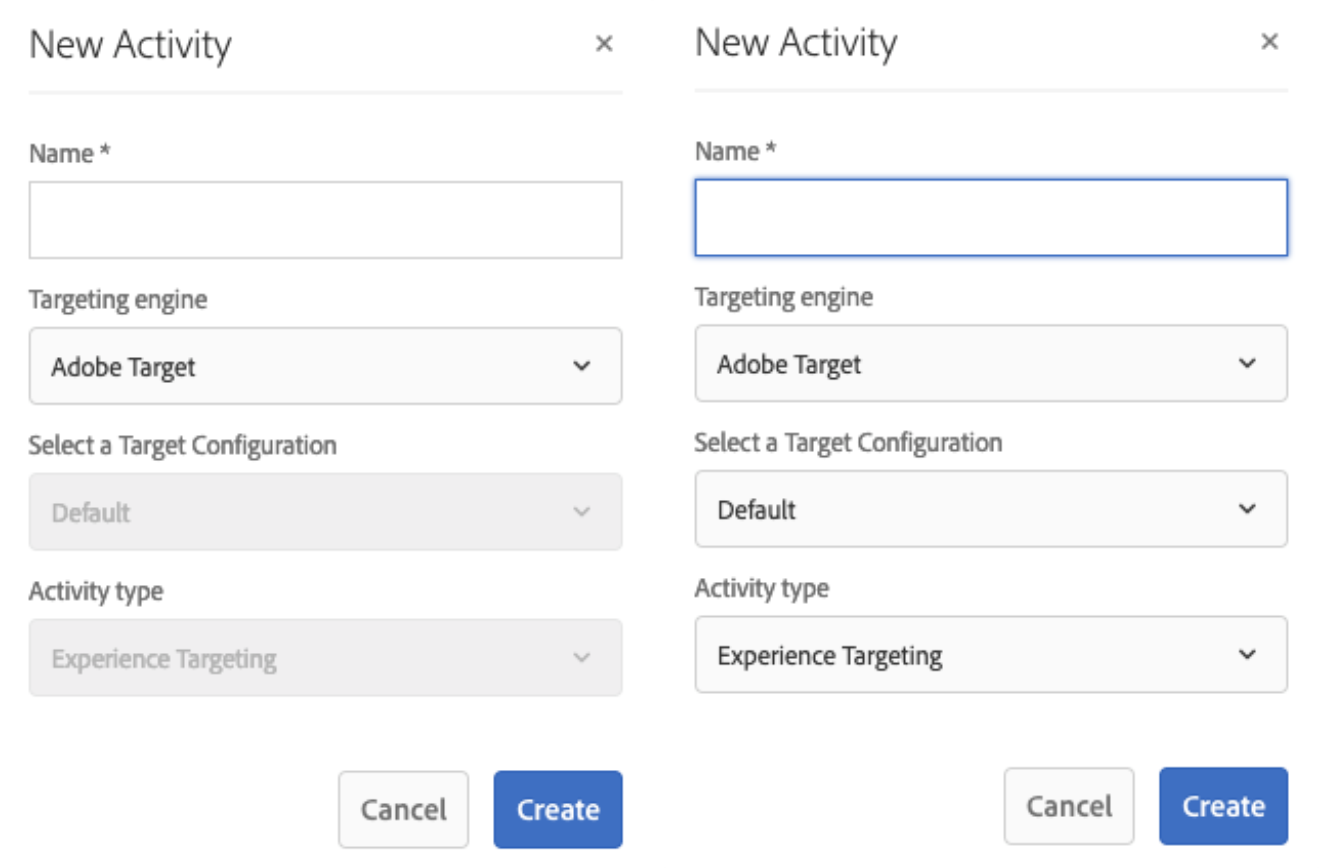 New Activity ×
Name *
Targeting engine
Adobe Target
Select a Target Configuration
Default
Activity type
Experience Targeting
Cancel Create
New Activity ×
Name *
Targeting engine
Adobe Target
Select a Target Configuration
Default
Activity type
Experience Targeting
Cancel Create